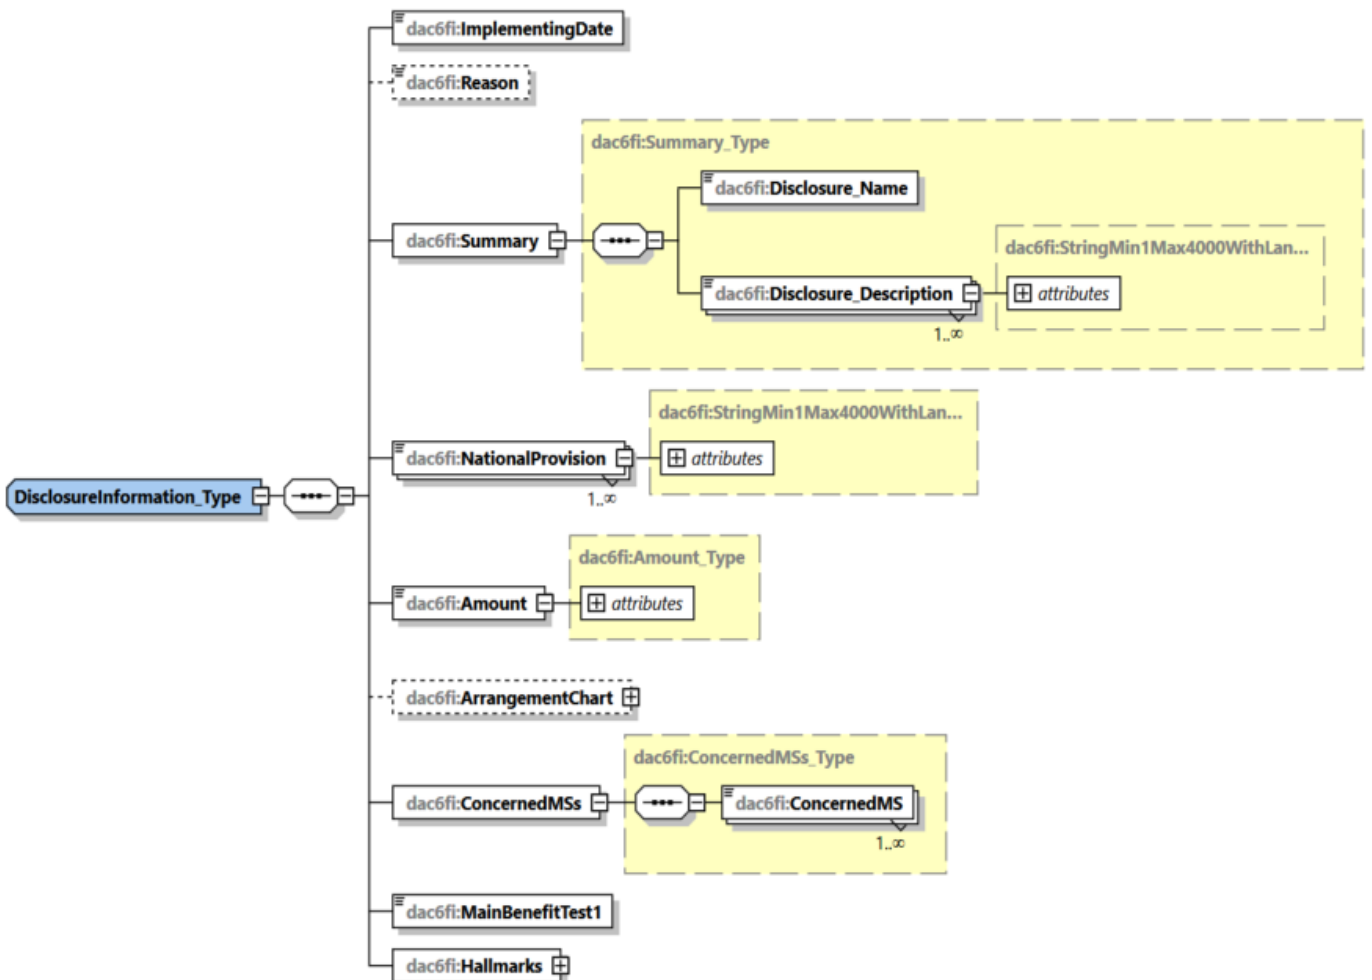 dac6fi:ImplementingDate
dac6fi:Reason
dac6fi:Summary_Type
dac6fi:Disclosure_Name
dac6fi:Summary
dac6fi:StringMin1Max4000WithLan...
dac6fi:Disclosure_Description
attributes
1..∞
dac6fi:StringMin1Max4000WithLan...
dac6fi:NationalProvision
attributes
1..∞
DisclosureInformation_Type
dac6fi:Amount_Type
dac6fi:Amount
attributes
dac6fi:ArrangementChart
dac6fi:ConcernedMSs_Type
dac6fi:ConcernedMSs
dac6fi:ConcernedMS
1..∞
dac6fi:MainBenefitTest1
dac6fi:Hallmarks